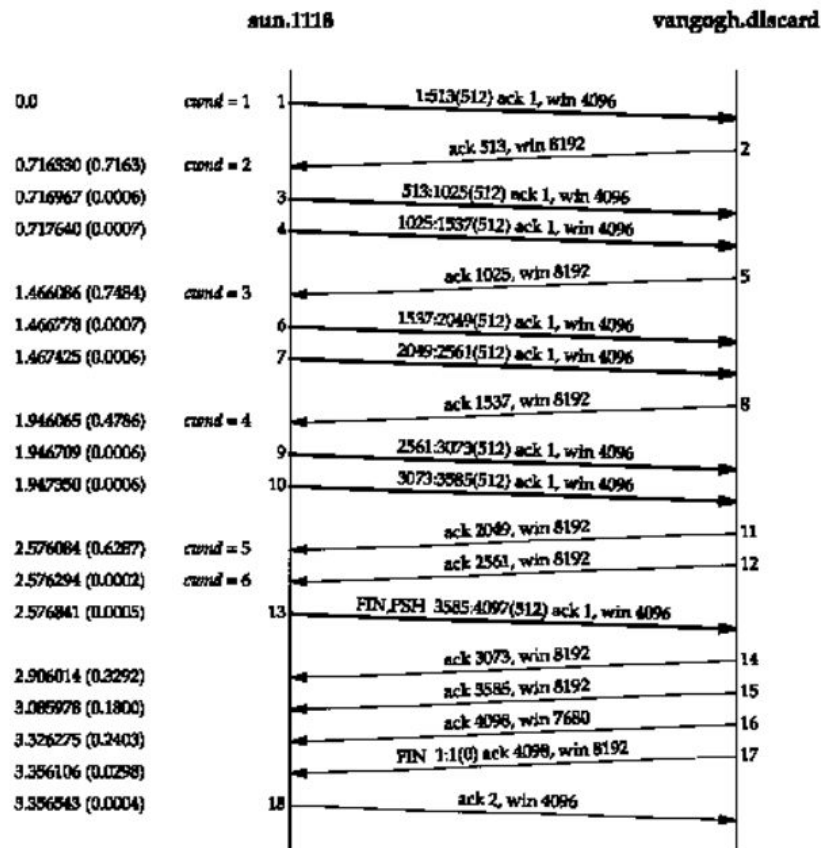 sun.1118 vangogh.discard
0.0 cwnd = 1 1 1:513(512) ack 1, win 4096
ack 513, win 8192 2
0.716330 (0.7163) cwnd = 2
0.716967 (0.0006) 3 513:1025(512) ack 1, win 4096
0.717640 (0.0007) 4 1025:1537(512) ack 1, win 4096
ack 1025, win 8192 5
1.466086 (0.7484) cwnd = 3
1.466778 (0.0007) 6 1537:2049(512) ack 1, win 4096
1.467425 (0.0006) 7 2049:2561(512) ack 1, win 4096
ack 1537, win 8192 8
1.946065 (0.4786) cwnd = 4
1.946709 (0.0006) 9 2561:3073(512) ack 1, win 4096
1.947350 (0.0006) 10 3073:3585(512) ack 1, win 4096
ack 2049, win 8192 11
2.576084 (0.6287) cwnd = 5
ack 2561, win 8192 12
2.576294 (0.0002) cwnd = 6
2.576841 (0.0005) 13 FIN,PSH 3585:4097(512) ack 1, win 4096
ack 3073, win 8192 14
2.906014 (0.3292)
ack 3585, win 8192 15
3.085978 (0.1800)
ack 4098, win 7680 16
3.326275 (0.2403)
FIN 1:1(0) ack 4098, win 8192 17
3.356106 (0.0298)
3.356543 (0.0004) 18 ack 2, win 4096